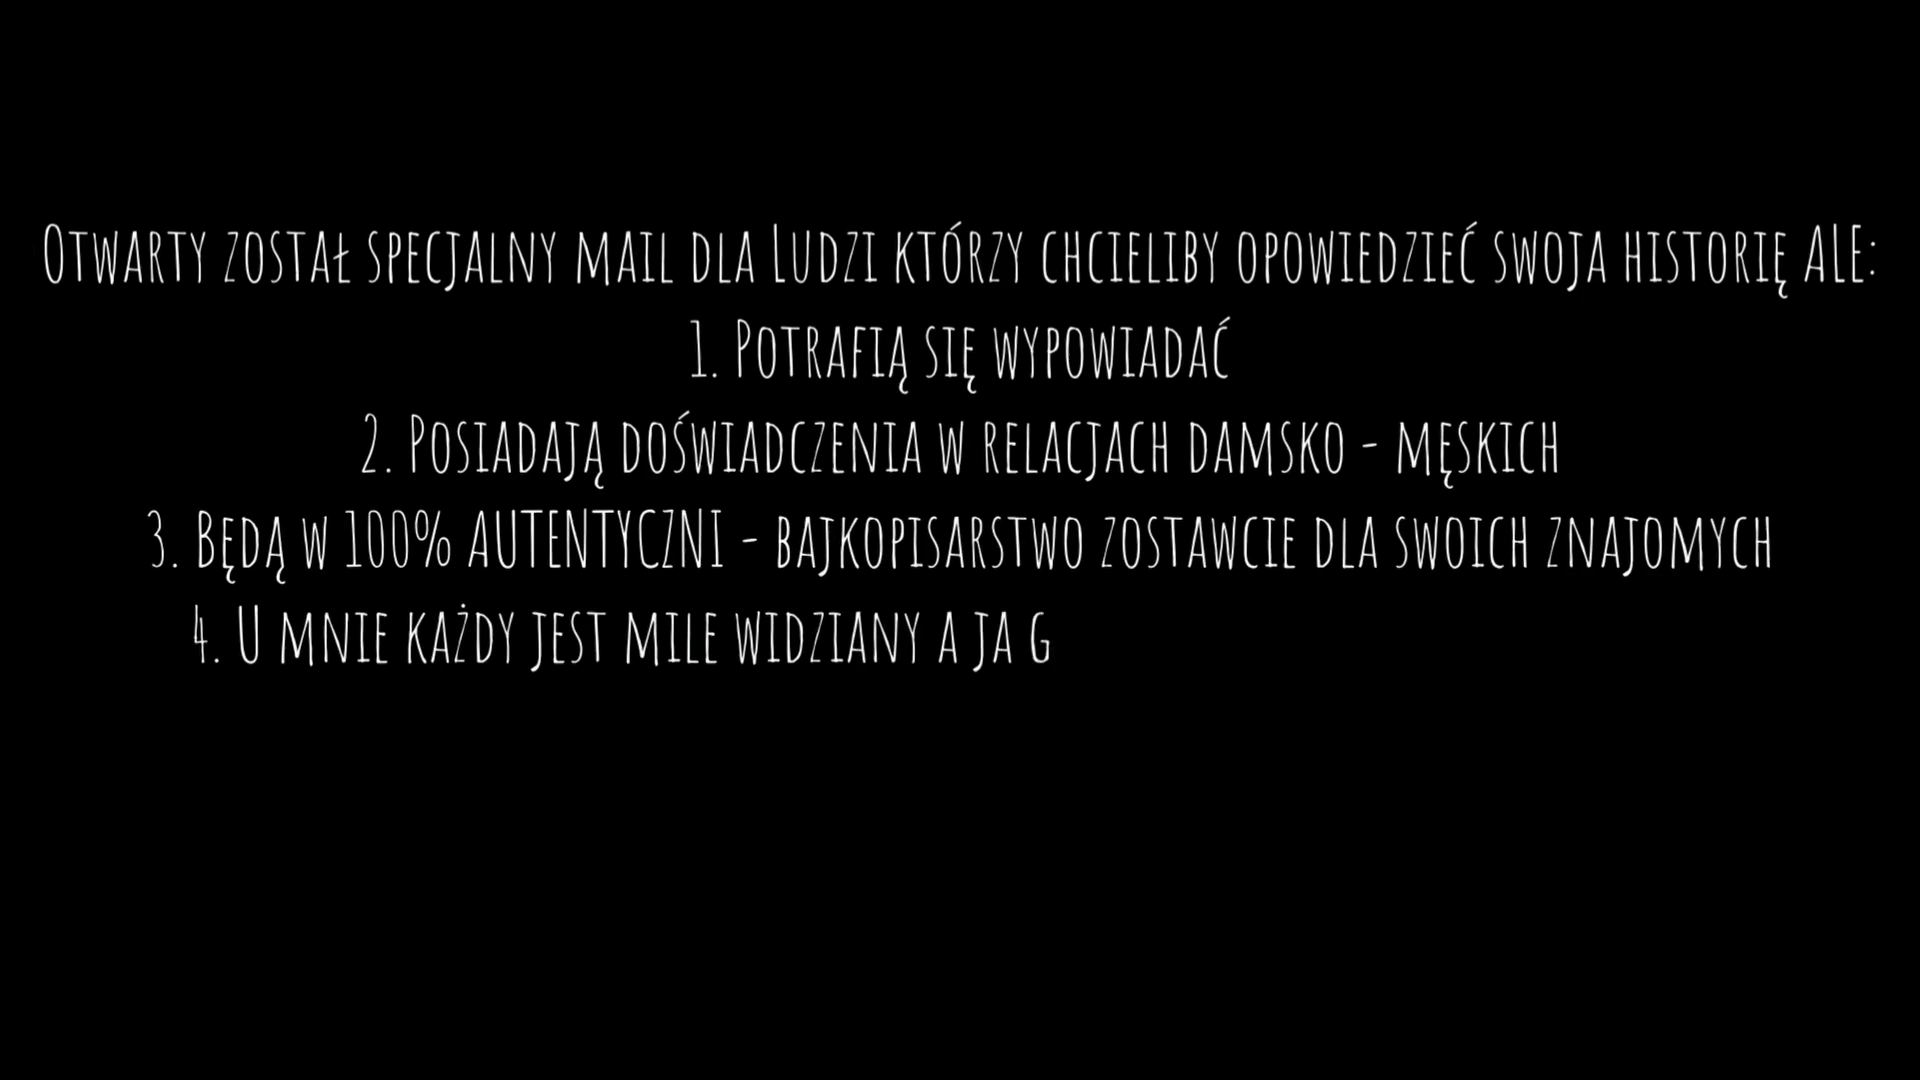 Otwarty został specjalny mail dla Ludzi którzy chcieliby opowiedzieć swoja historię ALE:
1. Potrafią się wypowiadać
2. Posiadają doświadczenia w relacjach damsko - męskich
3. Będą w 100% AUTENTYCZNI - bajkopisarstwo zostawcie dla swoich znajomych
4. U mnie każdy jest mile widziany a ja g